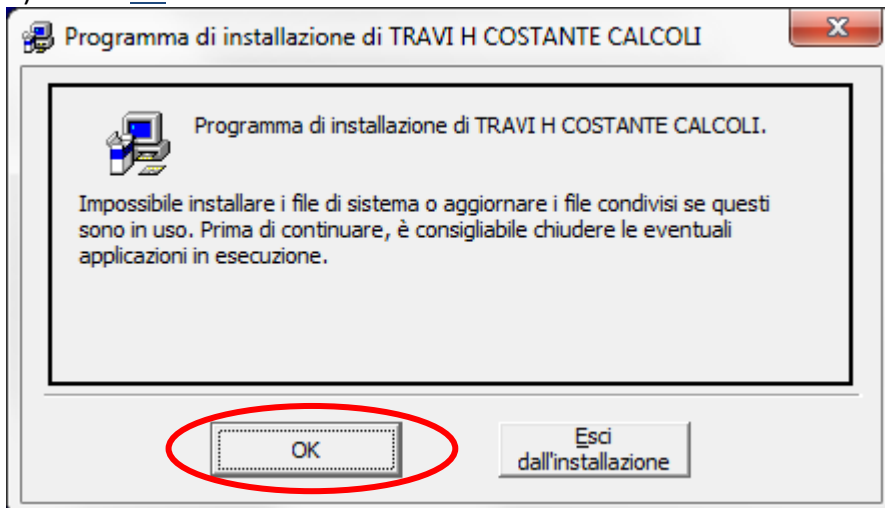 Programma di installazione di TRAVI H COSTANTE CALCOLI
Programma di installazione di TRAVI H COSTANTE CALCOLI.
Impossibile installare i file di sistema o aggiornare i file condivisi se questi
sono in uso. Prima di continuare, è consigliabile chiudere le eventuali
applicazioni in esecuzione.
OK
Esci
dall'installazione